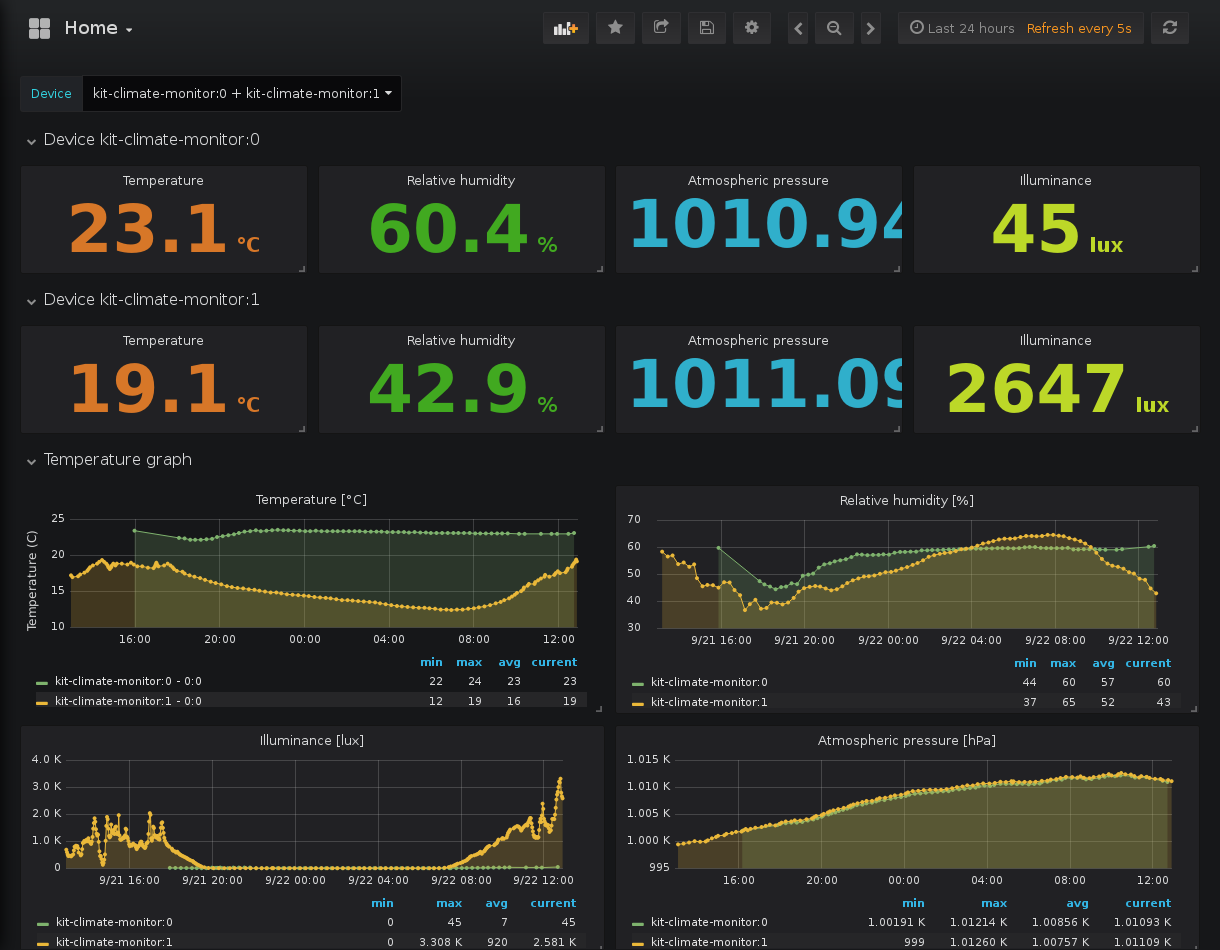 Home
Last 24 hours Refresh every 5s
Device kit-climate-monitor:0 + kit-climate-monitor:1
Device kit-climate-monitor:0
Temperature Relative humidity Atmospheric pressure Illuminance
23.1 °C 60.4 % 1010.94 45 lux
Device kit-climate-monitor:1
Temperature Relative humidity Atmospheric pressure Illuminance
19.1 °C 42.9 % 1011.09 2647 lux
Temperature graph
Temperature [°C]
Temperature (C)
25
20
15
10
16:00 20:00 00:00 04:00 08:00 12:00
min max avg current
kit-climate-monitor:0 - 0:0 22 24 23 23
kit-climate-monitor:1 - 0:0 12 19 16 19
Relative humidity [%]
70
60
50
40
30
9/21 16:00 9/21 20:00 9/22 00:00 9/22 04:00 9/22 08:00 9/22 12:00
min max avg current
kit-climate-monitor:0 44 60 57 60
kit-climate-monitor:1 37 65 52 43
Illuminance [lux]
4.0 K
3.0 K
2.0 K
1.0 K
0
9/21 16:00 9/21 20:00 9/22 00:00 9/22 04:00 9/22 08:00 9/22 12:00
min max avg current
kit-climate-monitor:0 0 45 7 45
kit-climate-monitor:1 0 3.308 K 920 2.581 K
Atmospheric pressure [hPa]
1.015 K
1.010 K
1.005 K
1.000 K
995
16:00 20:00 00:00 04:00 08:00 12:00
min max avg current
kit-climate-monitor:0 1.00191 K 1.01214 K 1.00856 K 1.01093 K
kit-climate-monitor:1 999 1.01260 K 1.00757 K 1.01109 K